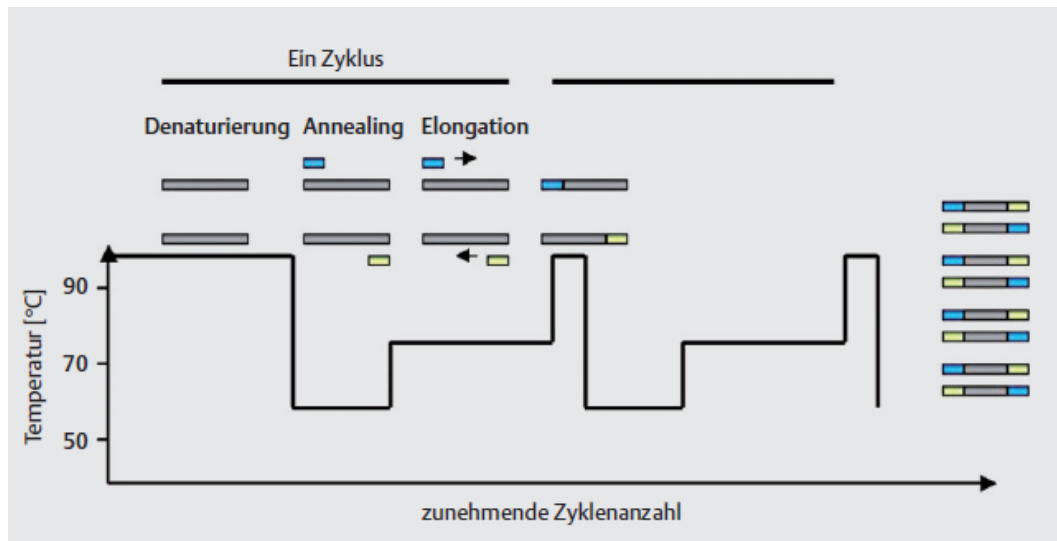 Ein Zyklus
Denaturierung Annealing Elongation
Temperatur [°C]
90
70
50
zunehmende Zyklenanzahl